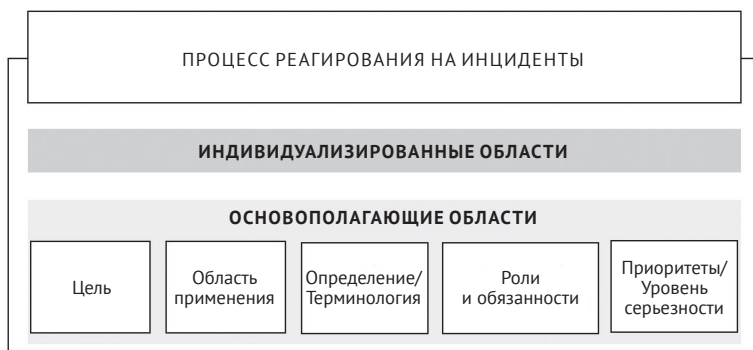 ПРОЦЕСС РЕАГИРОВАНИЯ НА ИНЦИДЕНТЫ
ИНДИВИДУАЛИЗИРОВАННЫЕ ОБЛАСТИ
ОСНОВОПОЛАГАЮЩИЕ ОБЛАСТИ
Цель
Область
применения
Определение/
Терминология
Роли
и обязанности
Приоритеты/
Уровень
серьезности